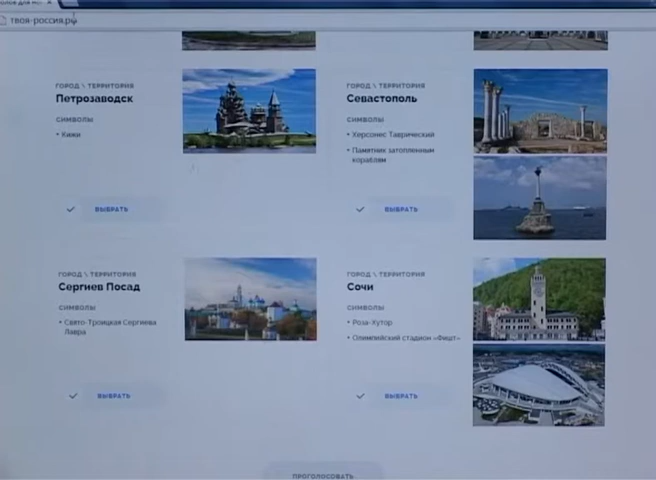 твоя-россия.рф
ГОРОД \ ТЕРРИТОРИЯ
Петрозаводск
СИМВОЛЫ
• Кижи
ВЫБРАТЬ
ГОРОД \ ТЕРРИТОРИЯ
Севастополь
СИМВОЛЫ
• Херсонес Таврический
• Памятник затопленным
кораблям
ВЫБРАТЬ
ГОРОД \ ТЕРРИТОРИЯ
Сергиев Посад
СИМВОЛЫ
• Свято-Троицкая Сергиева
Лавра
ВЫБРАТЬ
ГОРОД \ ТЕРРИТОРИЯ
Сочи
СИМВОЛЫ
• Роза-Хутор
• Олимпийский стадион «Фишт»
ВЫБРАТЬ
ПРОГОЛОСОВАТЬ